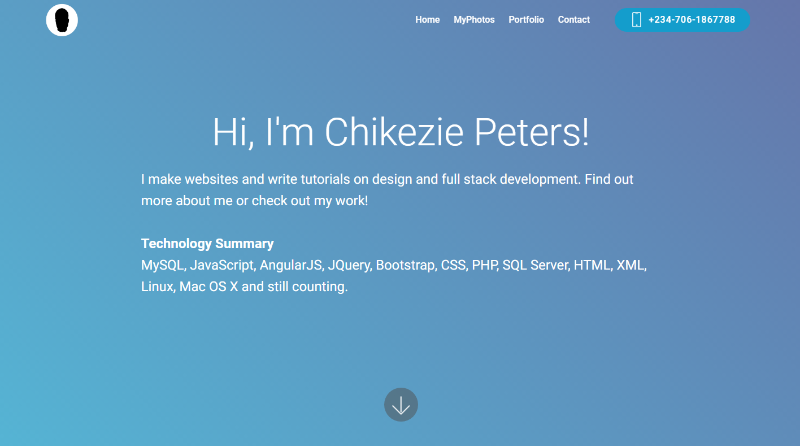 Home MyPhotos Portfolio Contact +234-706-1867788
Hi, I'm Chikezie Peters!
I make websites and write tutorials on design and full stack development. Find out
more about me or check out my work!
Technology Summary
MySQL, JavaScript, AngularJS, JQuery, Bootstrap, CSS, PHP, SQL Server, HTML, XML,
Linux, Mac OS X and still counting.